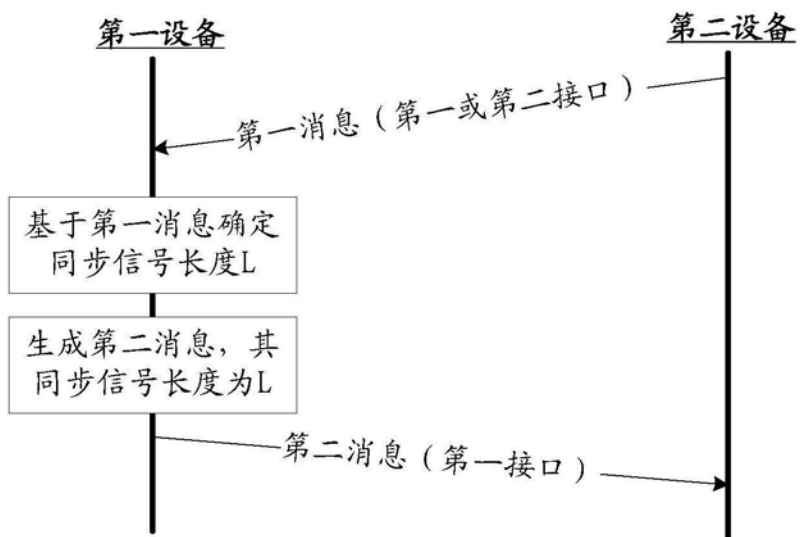 第一设备
第二设备
第一消息（第一或第二接口）
基于第一消息确定
同步信号长度L
生成第二消息，其
同步信号长度为L
第二消息（第一接口）